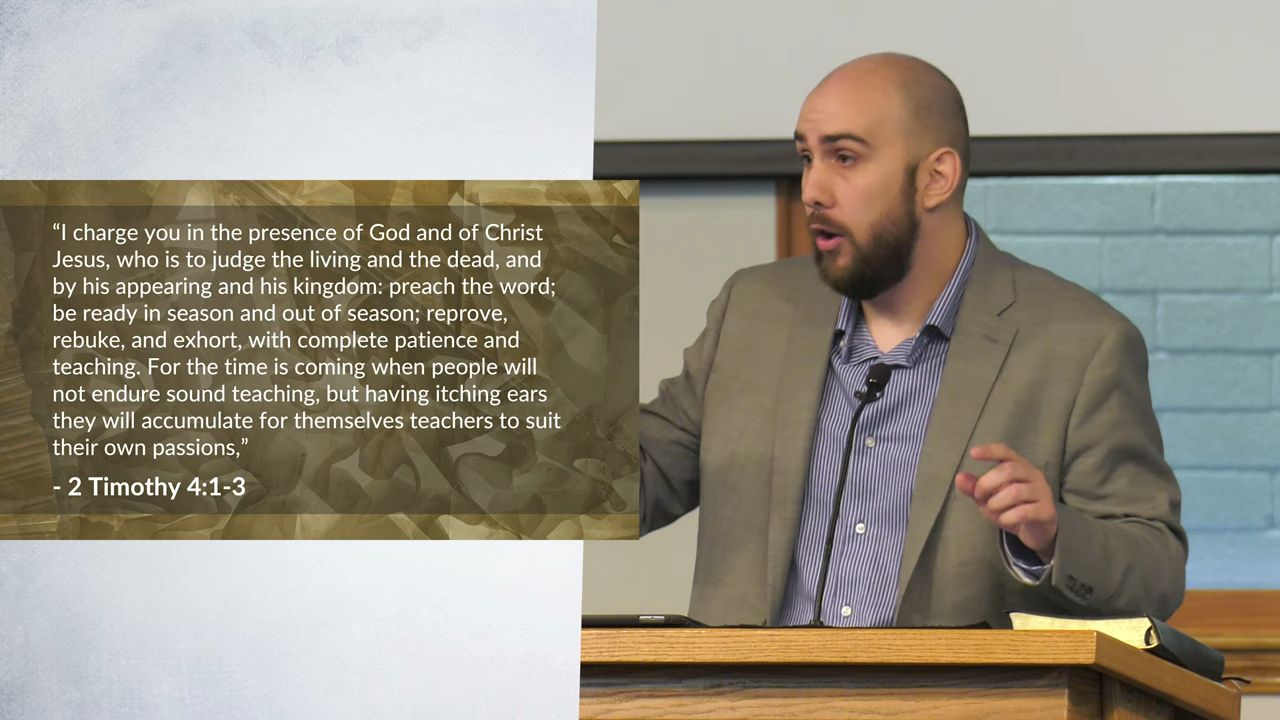 “I charge you in the presence of God and of Christ
Jesus, who is to judge the living and the dead, and
by his appearing and his kingdom: preach the word;
be ready in season and out of season; reprove,
rebuke, and exhort, with complete patience and
teaching. For the time is coming when people will
not endure sound teaching, but having itching ears
they will accumulate for themselves teachers to suit
their own passions,”
- 2 Timothy 4:1-3